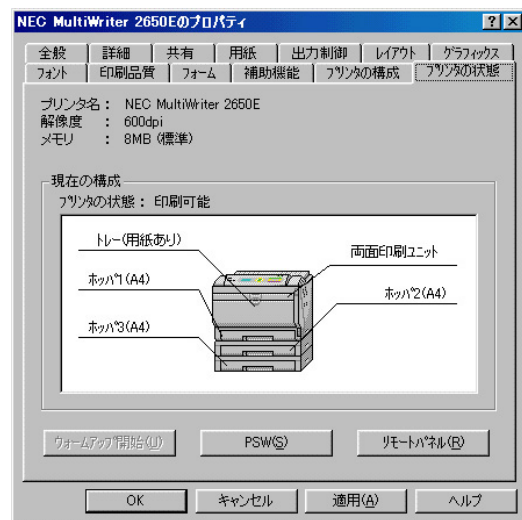 NEC MultiWriter 2650Eのプロパティ
全般 詳細 共有 用紙 出力制御 レイアウト グラフィックス
フォント 印刷品質 フォーム 補助機能 プリンタの構成 プリンタの状態
プリンタ名： NEC MultiWriter 2650E
解像度 ： 600dpi
メモリ ： 8MB (標準)
現在の構成
プリンタの状態： 印刷可能
トレー(用紙あり)
両面印刷ユニット
ホッパ1(A4)
ホッパ2(A4)
ホッパ3(A4)
ウォームアップ開始(U) PSW(S) リモートパネル(R)
OK キャンセル 適用(A) ヘルプ